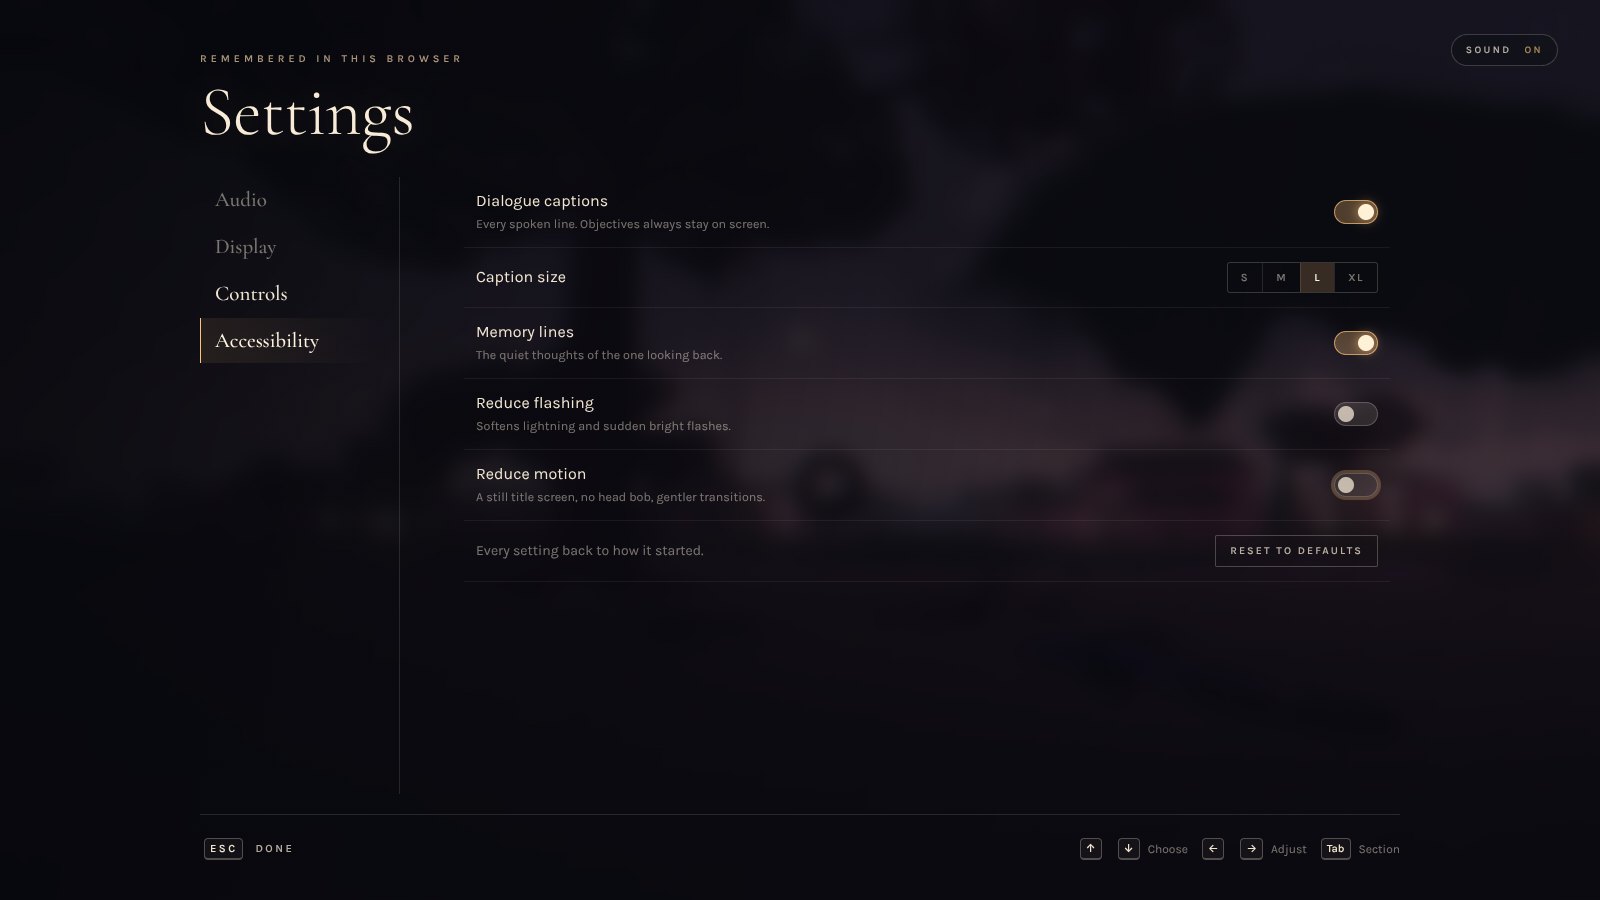 REMEMBERED IN THIS BROWSER
SOUND ON
Settings
Audio
Display
Controls
Accessibility
Dialogue captions
Every spoken line. Objectives always stay on screen.
Caption size
S M L XL
Memory lines
The quiet thoughts of the one looking back.
Reduce flashing
Softens lightning and sudden bright flashes.
Reduce motion
A still title screen, no head bob, gentler transitions.
Every setting back to how it started.
RESET TO DEFAULTS
ESC DONE
↑ ↓ Choose ← → Adjust Tab Section